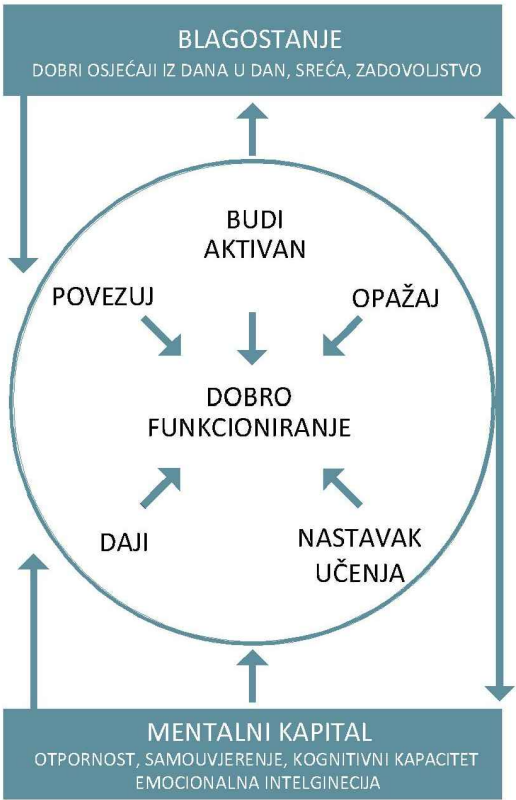 BLAGOSTANJE
DOBRI OSJEĆAJI IZ DANA U DAN, SREĆA, ZADOVOLJSTVO
BUDI
AKTIVAN
POVEZUJ
OPAŽAJ
DOBRO
FUNKCIONIRANJE
DAJI
NASTAVAK
UČENJA
MENTALNI KAPITAL
OTPORNOST, SAMOUVJERENJE, KOGNITIVNI KAPACITET
EMOCIONALNA INTELGINECIJA